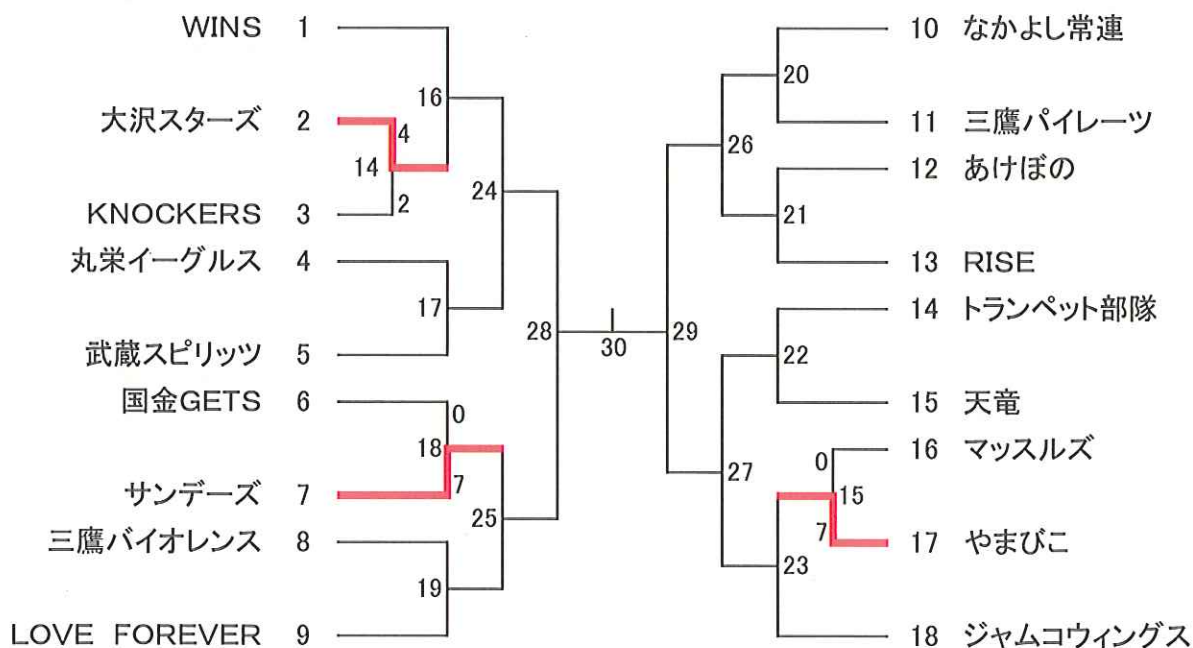 WINS 1
16
大沢スターズ 2
4
14
2
KNOCKERS 3
24
丸栄イーグルス 4
17
武蔵スピリッツ 5
28
国金GETS 6
0
18
サンデーズ 7
7
25
三鷹バイオレンス 8
19
LOVE FOREVER 9
30
10 なかよし常連
20
11 三鷹パイレーツ
26
12 あけぼの
21
13 RISE
29
14 トランペット部隊
22
15 天竜
27
16 マッスルズ
0
15
7
17 やまびこ
23
18 ジャムコウィングス